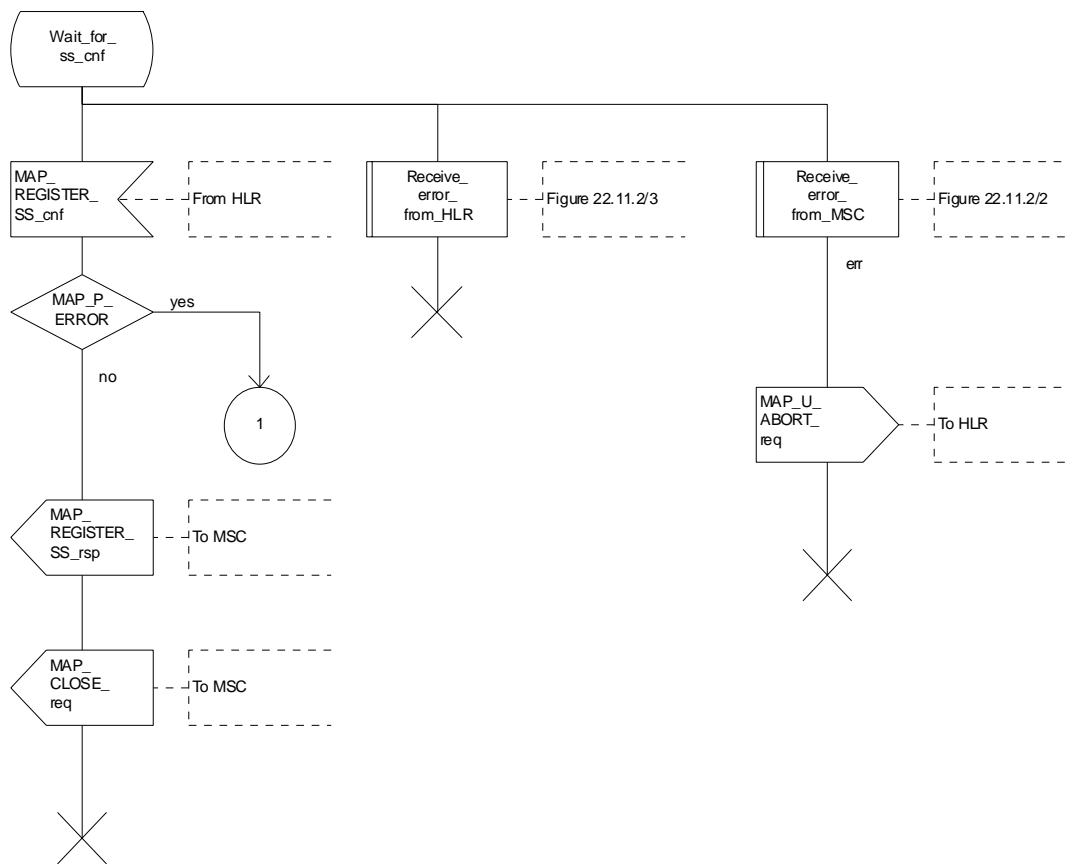 Wait_for_
ss_cnf
MAP_
REGISTER_
SS_cnf
From HLR
Receive_
error_
from_HLR
Figure 22.11.2/3
Receive_
error_
from_MSC
Figure 22.11.2/2
err
MAP_P_
ERROR
yes
no
1
MAP_U_
ABORT_
req
To HLR
MAP_
REGISTER_
SS_rsp
To MSC
MAP_
CLOSE_
req
To MSC